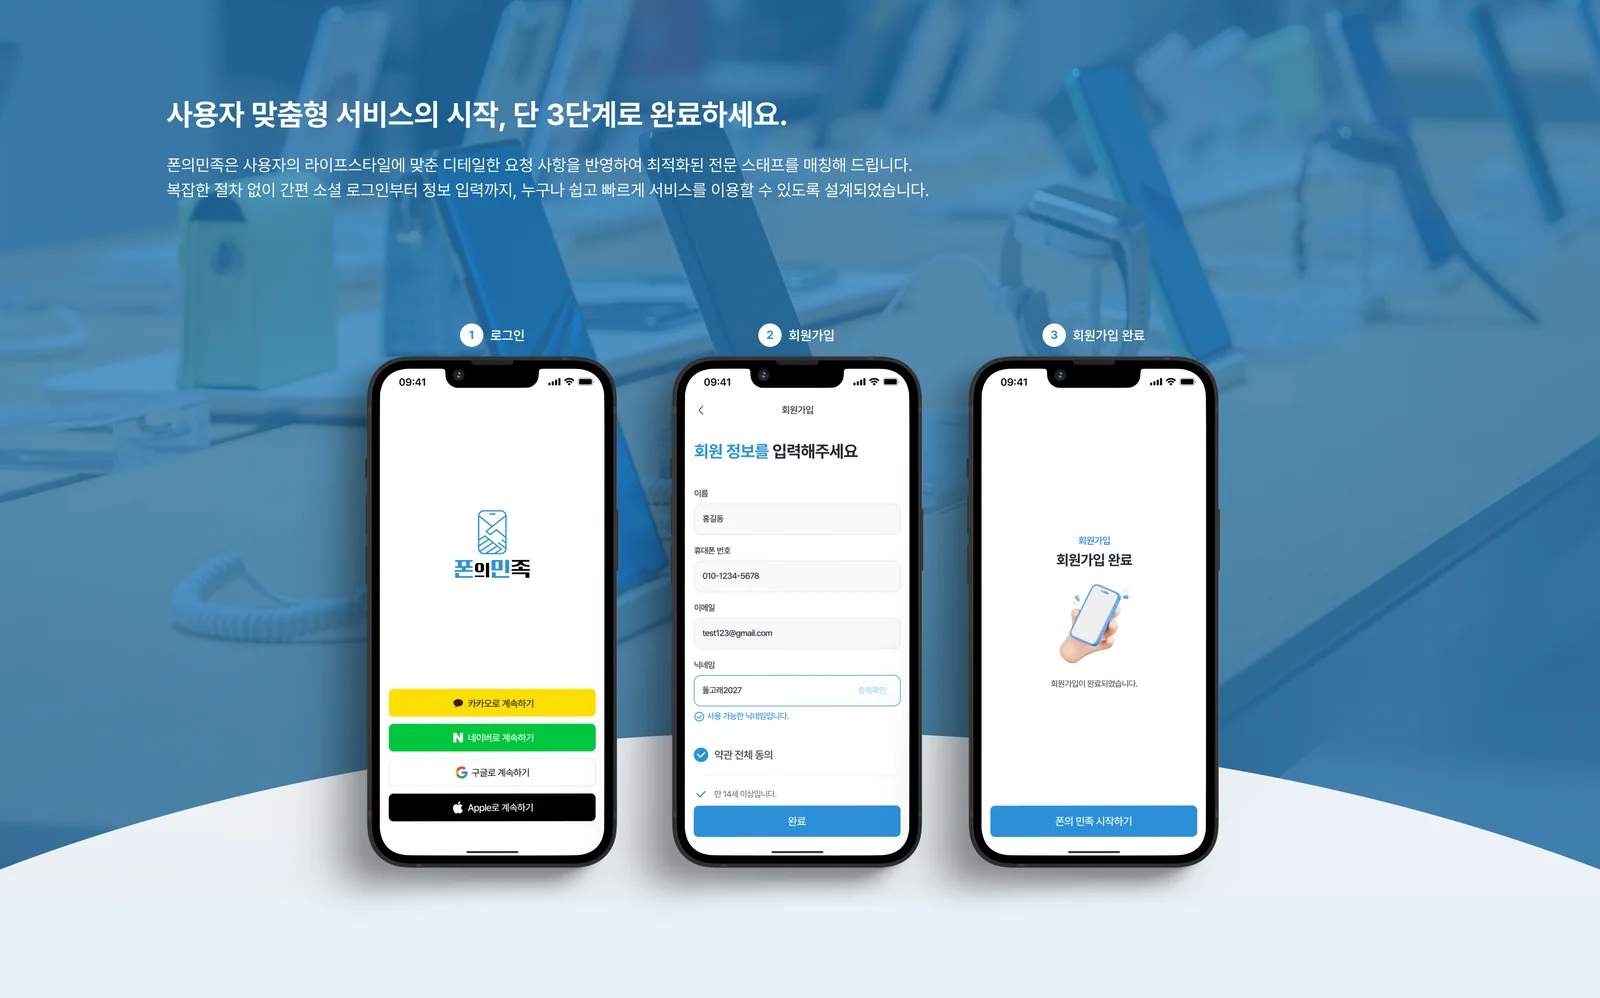 사용자 맞춤형 서비스의 시작, 단 3단계로 완료하세요.
폰의민족은 사용자의 라이프스타일에 맞춘 디테일한 요청 사항을 반영하여 최적화된 전문 스태프를 매칭해 드립니다.
복잡한 절차 없이 간편 소셜 로그인부터 정보 입력까지, 누구나 쉽고 빠르게 서비스를 이용할 수 있도록 설계되었습니다.
1 로그인
09:41
폰의민족
카카오로 계속하기
네이버로 계속하기
구글로 계속하기
Apple로 계속하기
2 회원가입
09:41
회원가입
회원 정보를 입력해주세요
이름
홍길동
휴대폰 번호
010-1234-5678
이메일
test123@gmail.com
닉네임
돌고래2027 중복확인
사용 가능한 닉네임입니다.
약관 전체 동의
만 14세 이상입니다.
완료
3 회원가입 완료
09:41
회원가입
회원가입 완료
회원가입이 완료되었습니다.
폰의 민족 시작하기